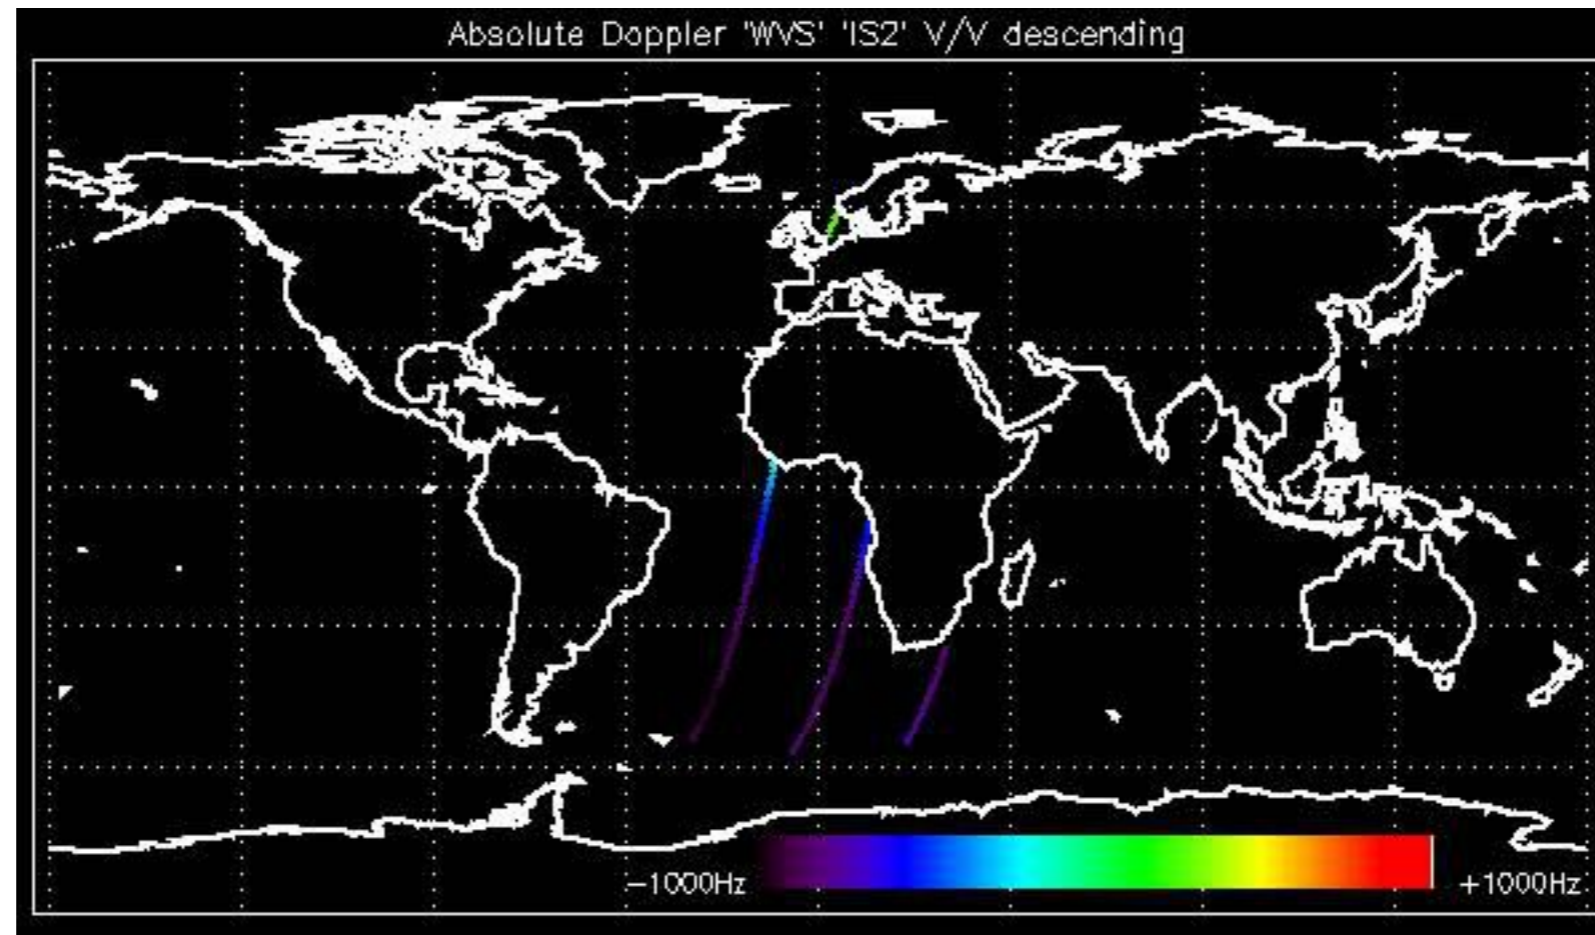 Absolute Doppler 'WVS' 'IS2' V/V descending
−1000Hz
+1000Hz